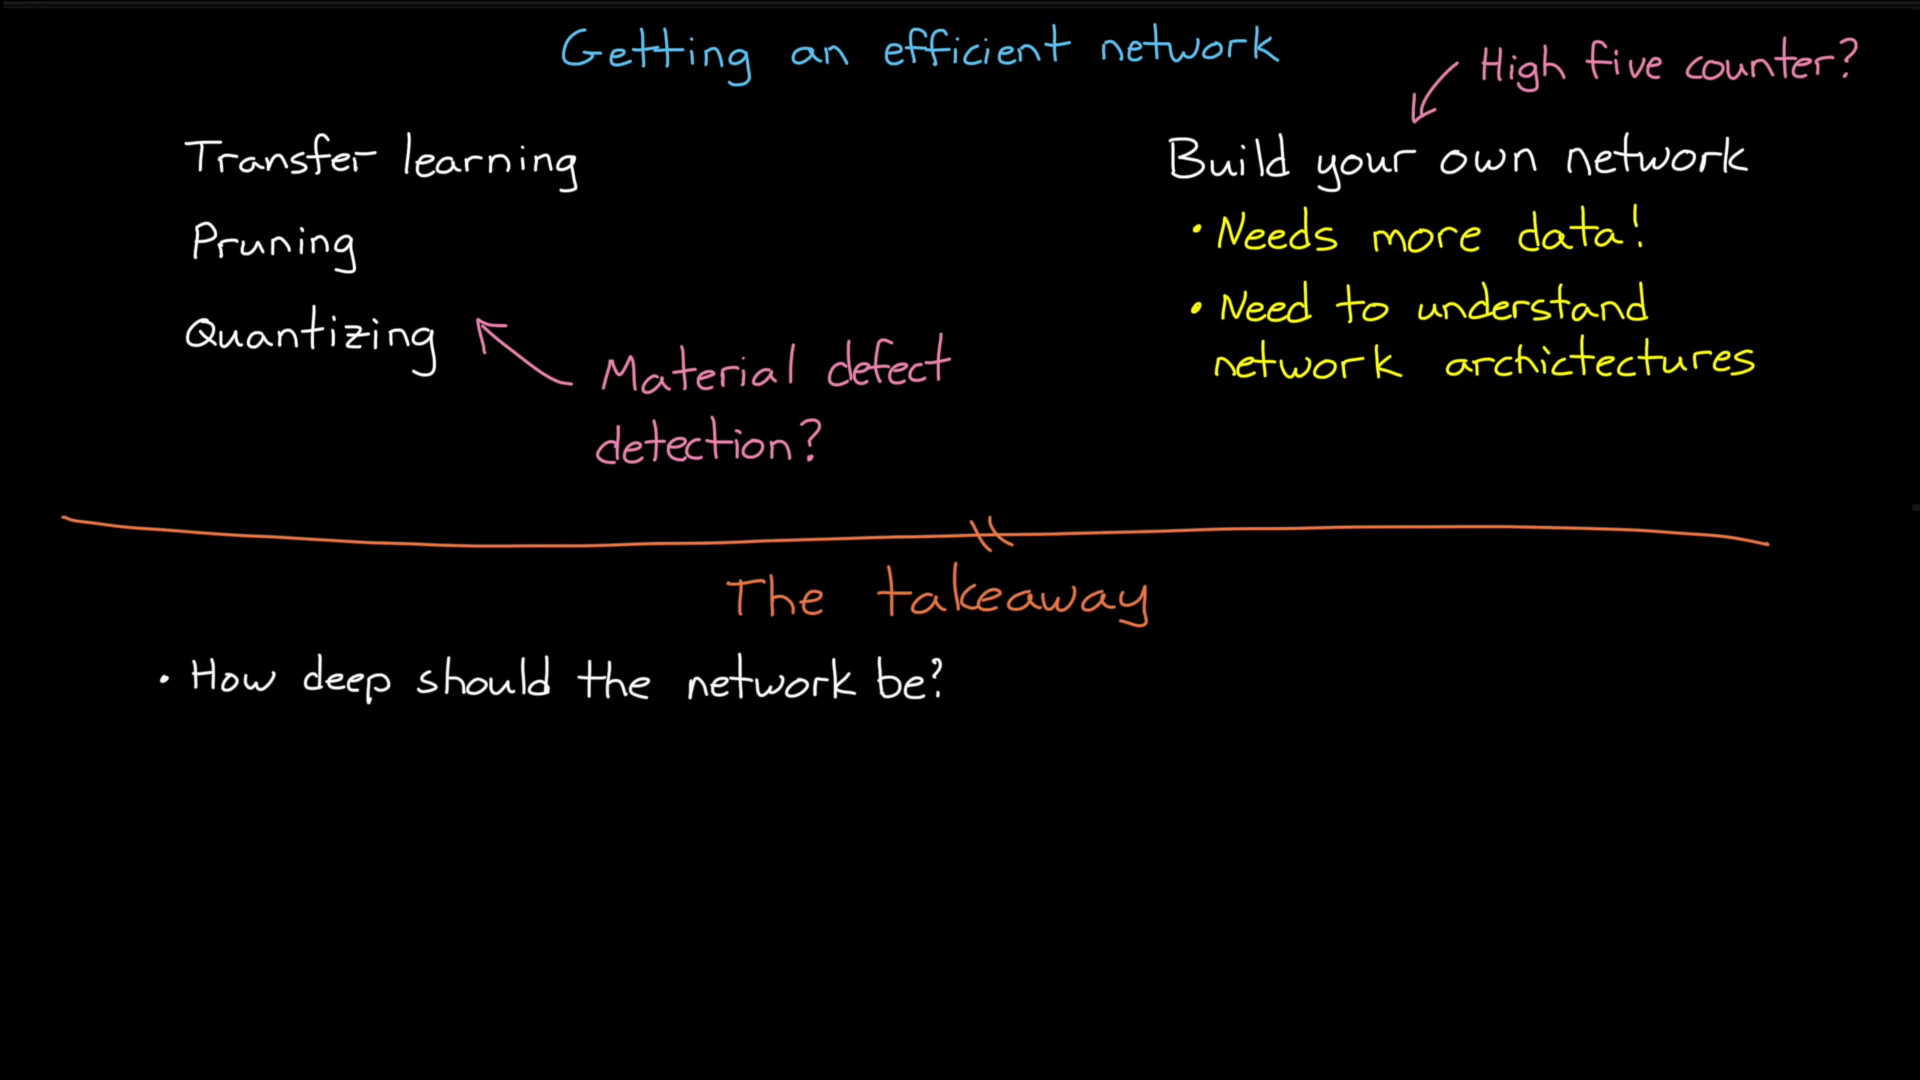 Getting an efficient network
High five counter?
Transfer learning
Pruning
Quantizing
Material defect
detection?
Build your own network
• Needs more data!
• Need to understand
network archictectures
The takeaway
• How deep should the network be?